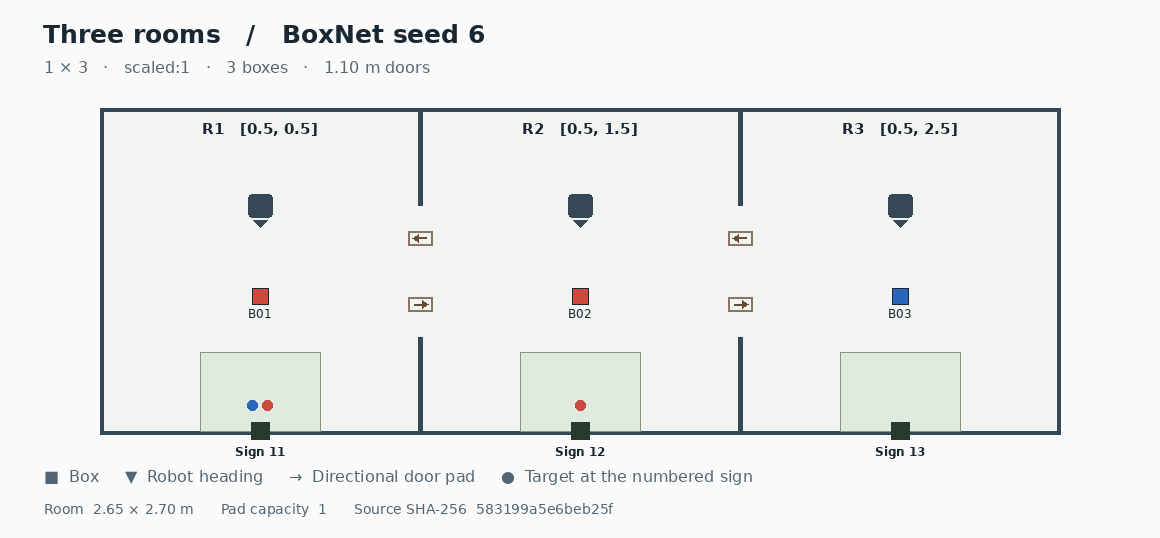 Three rooms / BoxNet seed 6
1 × 3 · scaled:1 · 3 boxes · 1.10 m doors
R1 [0.5, 0.5] R2 [0.5, 1.5] R3 [0.5, 2.5]
B01 B02 B03
Sign 11 Sign 12 Sign 13
■ Box ▼ Robot heading → Directional door pad ● Target at the numbered sign
Room 2.65 × 2.70 m Pad capacity 1 Source SHA-256 583199a5e6beb25f